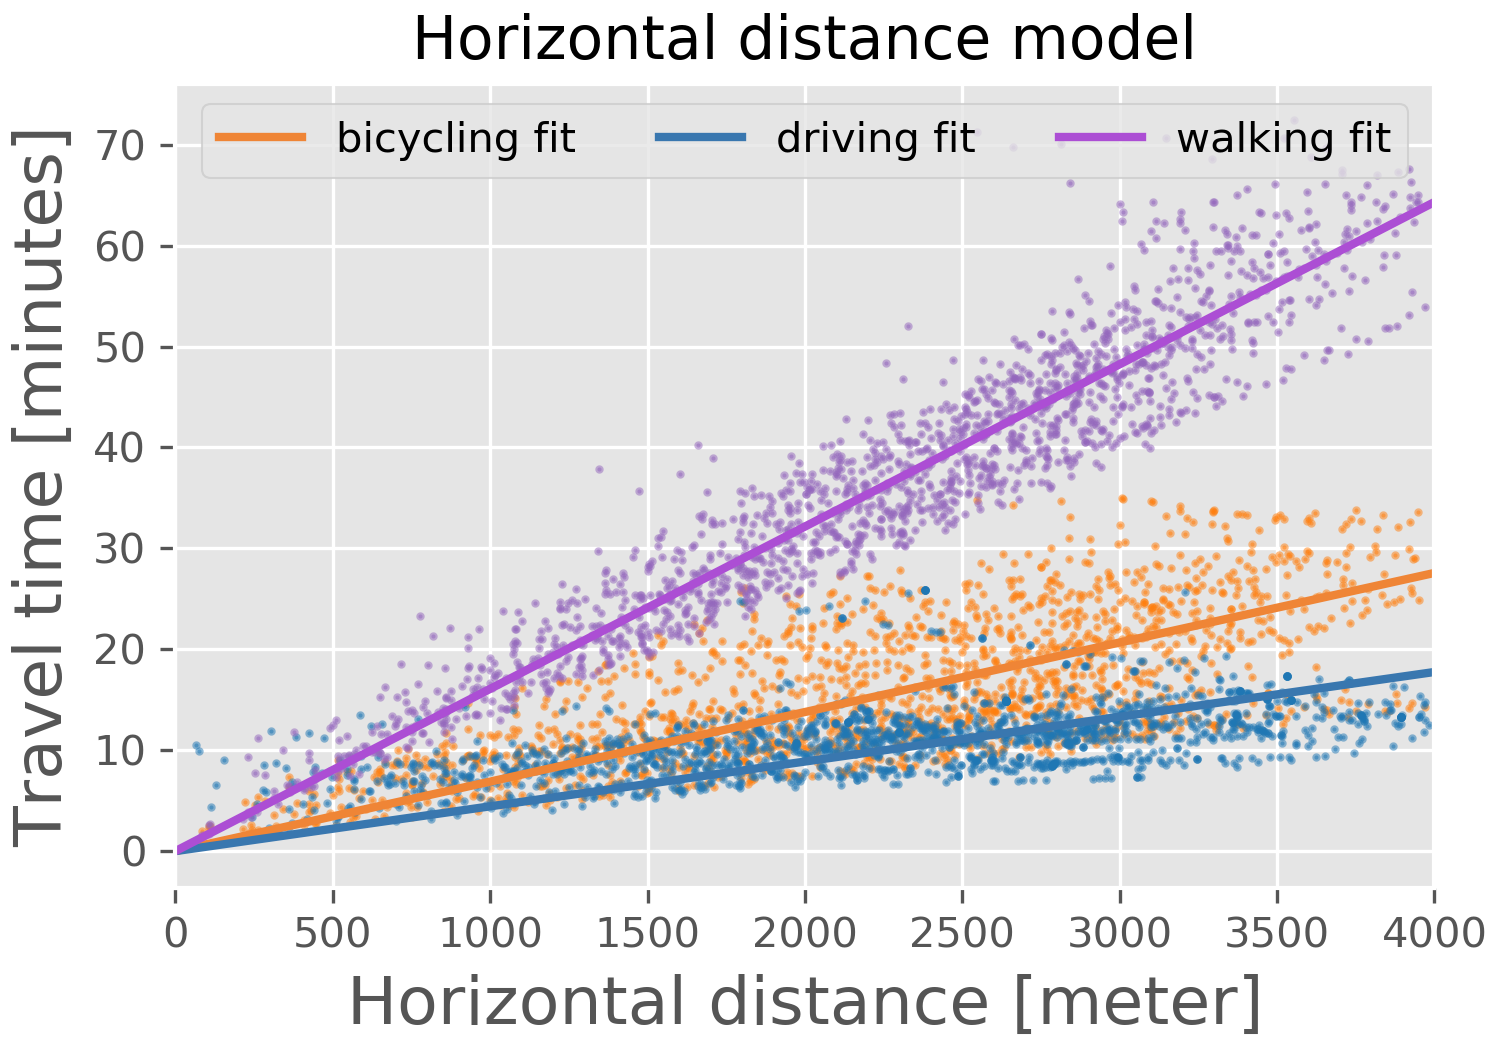 Horizontal distance model
bicycling fit driving fit walking fit
70
60
50
40
30
20
10
0
Travel time [minutes]
0 500 1000 1500 2000 2500 3000 3500 4000
Horizontal distance [meter]